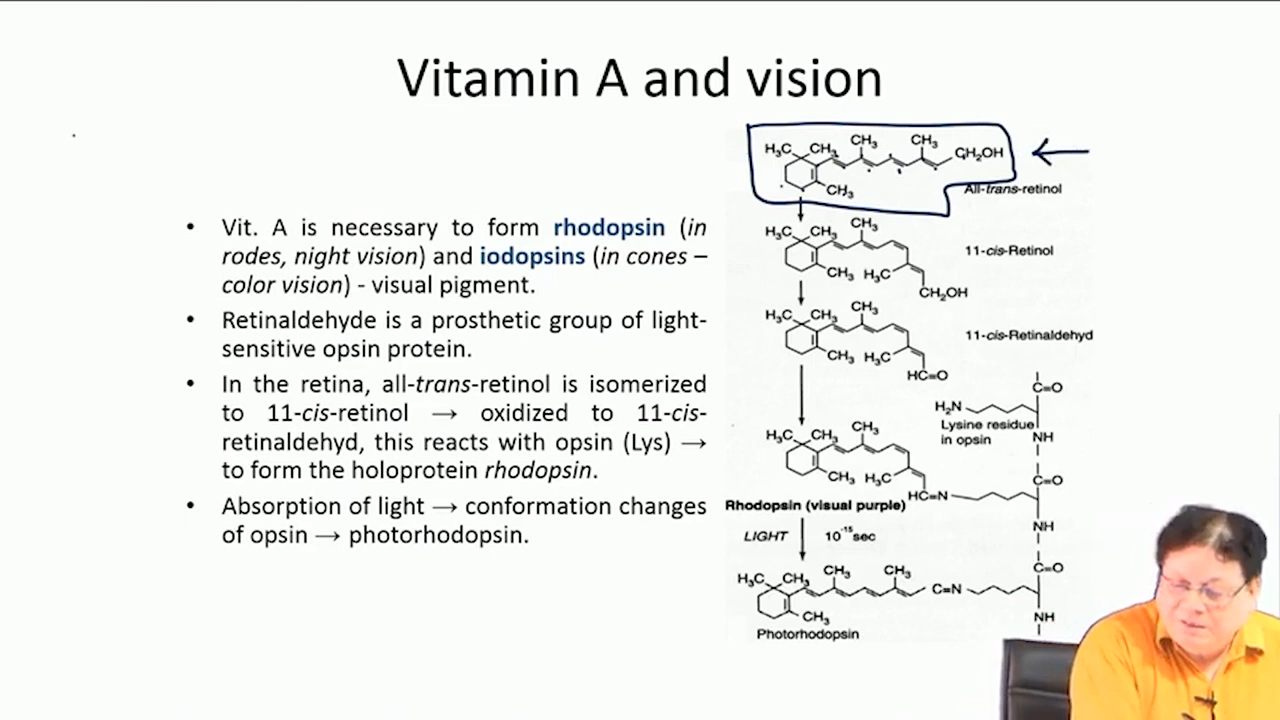 Vitamin A and vision
• Vit. A is necessary to form rhodopsin (in
rodes, night vision) and iodopsins (in cones –
color vision) - visual pigment.
• Retinaldehyde is a prosthetic group of light-
sensitive opsin protein.
• In the retina, all-trans-retinol is isomerized
to 11-cis-retinol → oxidized to 11-cis-
retinaldehyd, this reacts with opsin (Lys) →
to form the holoprotein rhodopsin.
• Absorption of light → conformation changes
of opsin → photorhodopsin.
H₃C CH₃ CH₃ CH₃ CH₂OH
CH₃
All-trans-retinol
H₃C CH₃ CH₃
11-cis-Retinol
CH₃ H₃C
CH₂OH
H₃C CH₃ CH₃
11-cis-Retinaldehyd
CH₃ H₃C
HC=O
C=O
H₂N
Lysine residue
in opsin
NH
H₃C CH₃ CH₃
CH₃ H₃C
C=O
HC=N
Rhodopsin (visual purple)
NH
LIGHT 10⁻¹⁵sec
C=O
H₃C CH₃ CH₃ CH₃
C=N
CH₃
NH
Photorhodopsin